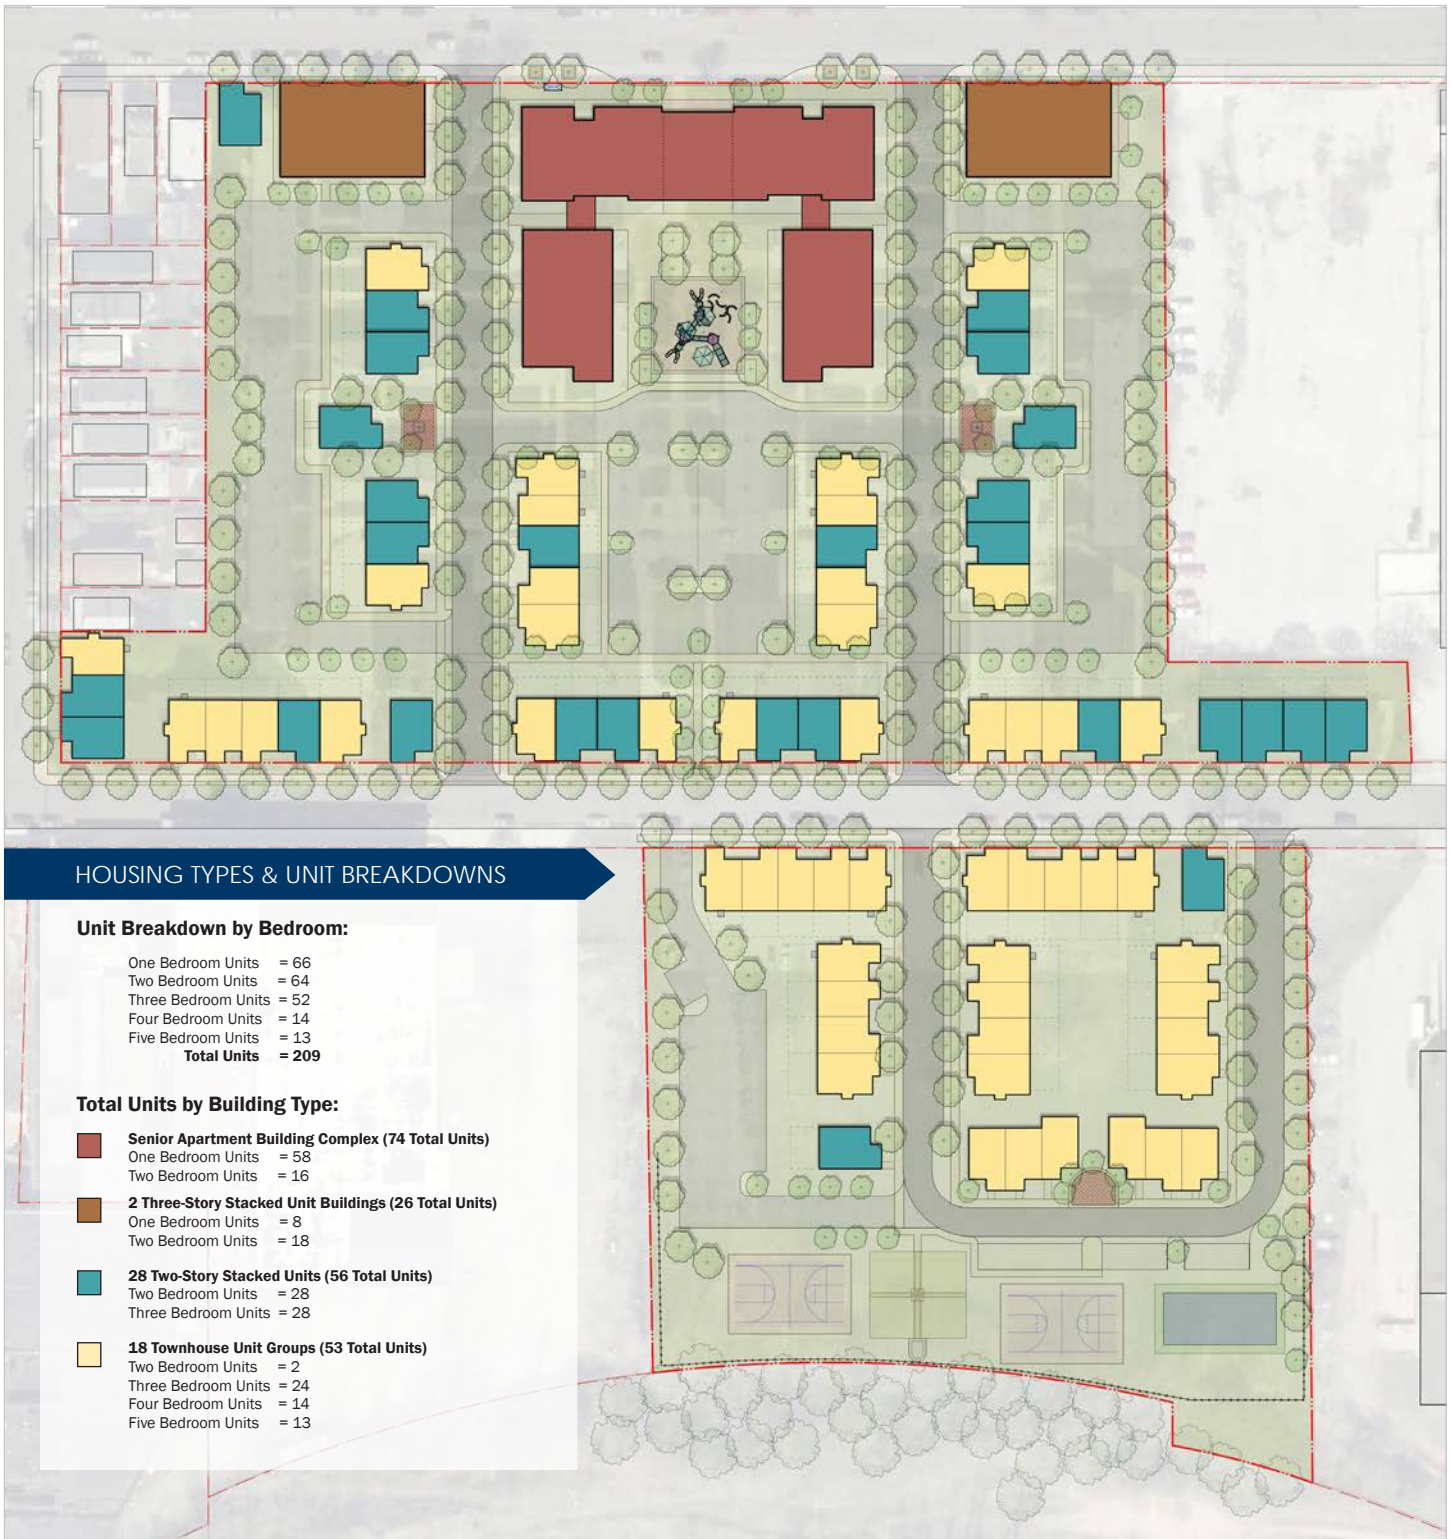 HOUSING TYPES & UNIT BREAKDOWNS
Unit Breakdown by Bedroom:
One Bedroom Units = 66
Two Bedroom Units = 64
Three Bedroom Units = 52
Four Bedroom Units = 14
Five Bedroom Units = 13
Total Units = 209
Total Units by Building Type:
Senior Apartment Building Complex (74 Total Units)
One Bedroom Units = 58
Two Bedroom Units = 16
2 Three-Story Stacked Unit Buildings (26 Total Units)
One Bedroom Units = 8
Two Bedroom Units = 18
28 Two-Story Stacked Units (56 Total Units)
Two Bedroom Units = 28
Three Bedroom Units = 28
18 Townhouse Unit Groups (53 Total Units)
Two Bedroom Units = 2
Three Bedroom Units = 24
Four Bedroom Units = 14
Five Bedroom Units = 13